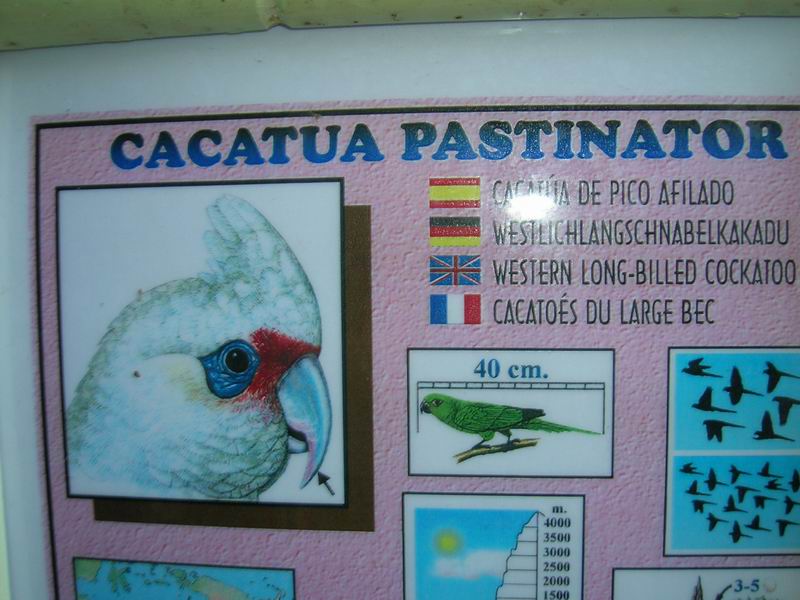 CACATUA PASTINATOR
CACATÚA DE PICO AFILADO
WESTLICHLANGSCHNABELKAKADU
WESTERN LONG-BILLED COCKATOO
CACATOÉS DU LARGE BEC
40 cm.
m.
4000
3500
3000
2500
2000
1500
3-5